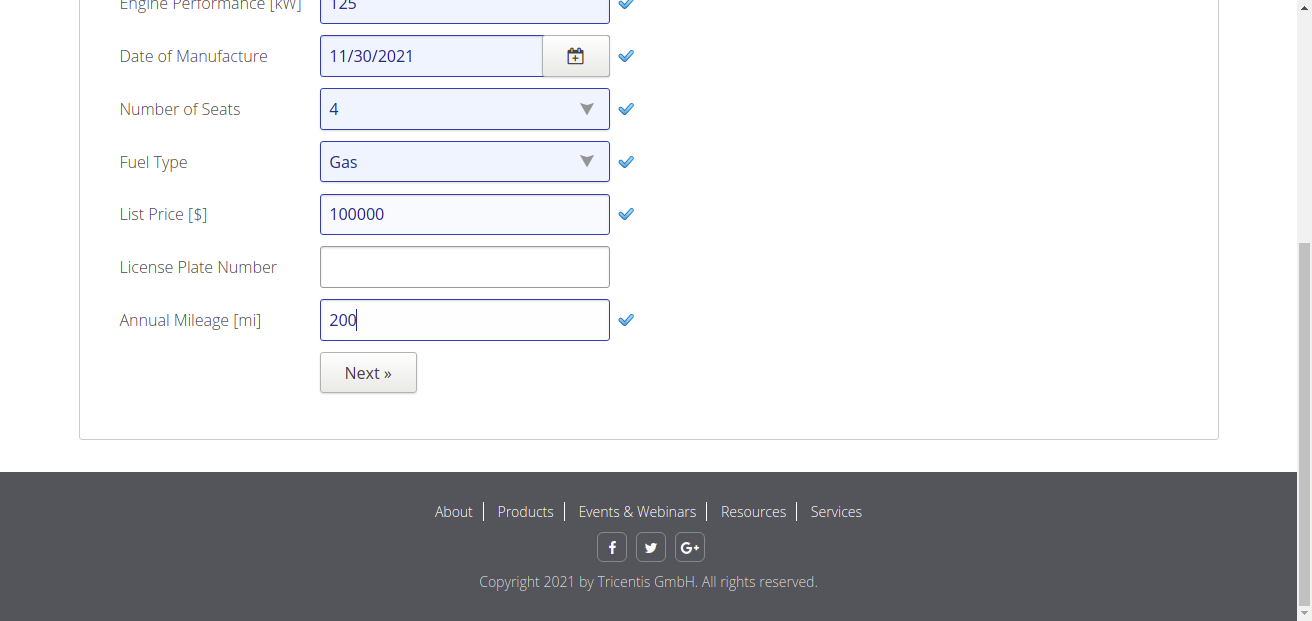 Engine Performance [kW] 125
Date of Manufacture 11/30/2021
Number of Seats 4
Fuel Type Gas
List Price [$] 100000
License Plate Number
Annual Mileage [mi] 200
Next »
About Products Events & Webinars Resources Services
f G+
Copyright 2021 by Tricentis GmbH. All rights reserved.